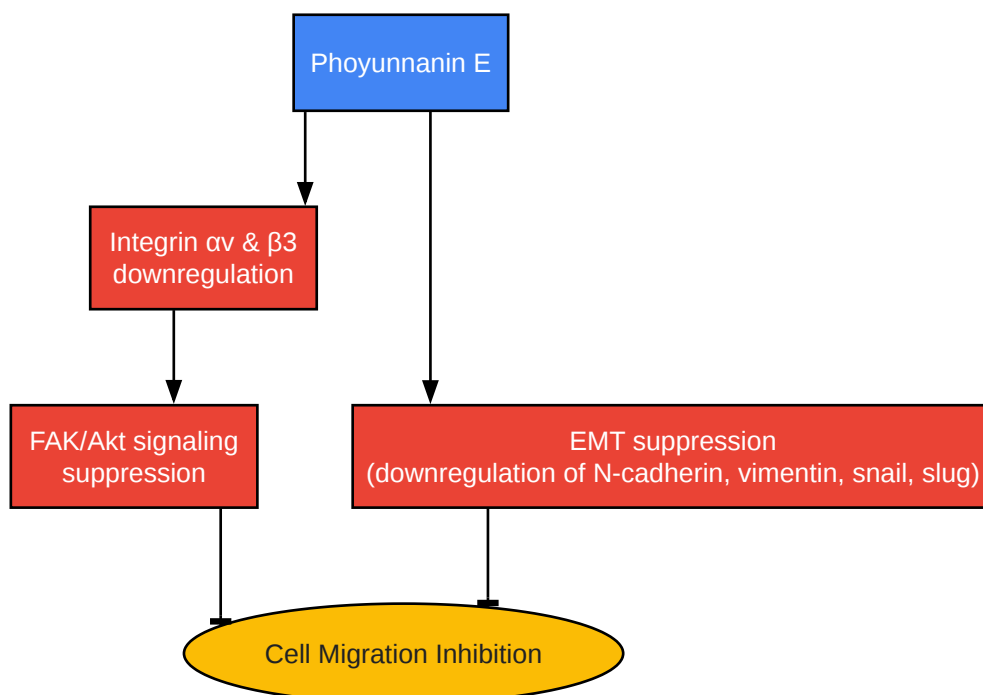 Phoyunnanin E
Integrin αv & β3
downregulation
FAK/Akt signaling
suppression
EMT suppression
(downregulation of N-cadherin, vimentin, snail, slug)
Cell Migration Inhibition